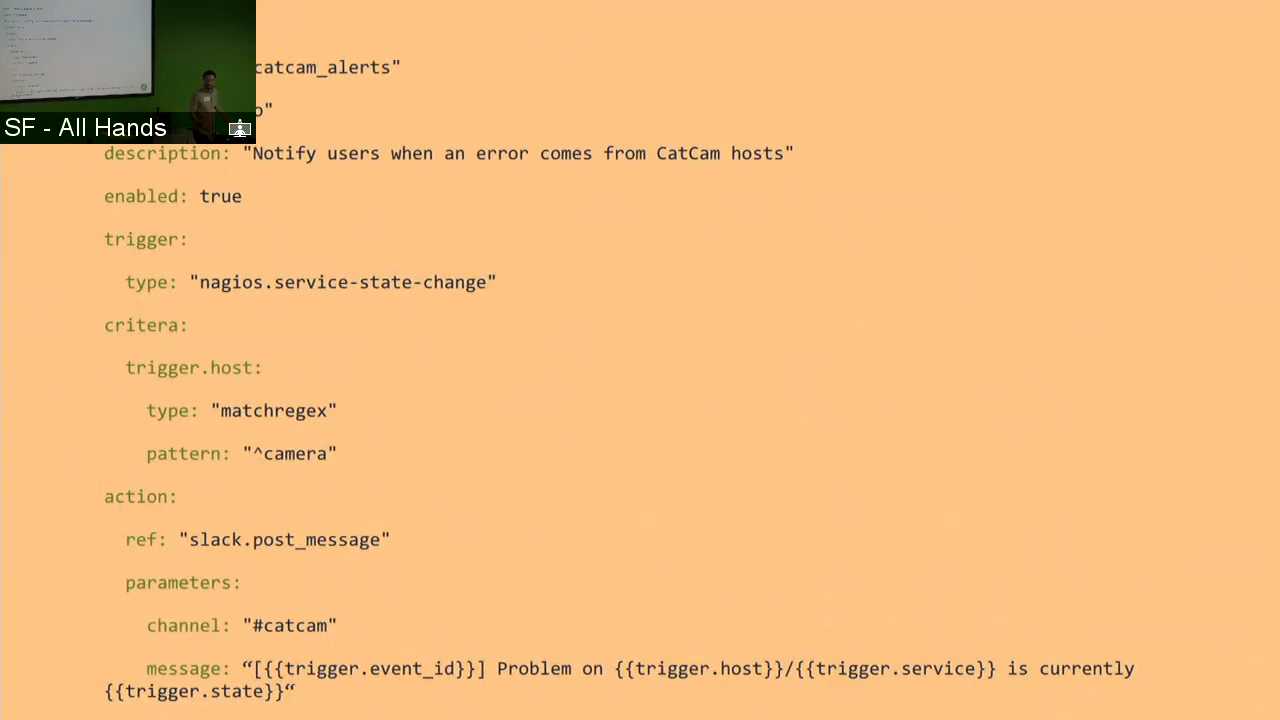 catcam_alerts"
o"
SF - All Hands
description: "Notify users when an error comes from CatCam hosts"
enabled: true
trigger:
type: "nagios.service-state-change"
critera:
trigger.host:
type: "matchregex"
pattern: "^camera"
action:
ref: "slack.post_message"
parameters:
channel: "#catcam"
message: “[{{trigger.event_id}}] Problem on {{trigger.host}}/{{trigger.service}} is currently
{{trigger.state}}“